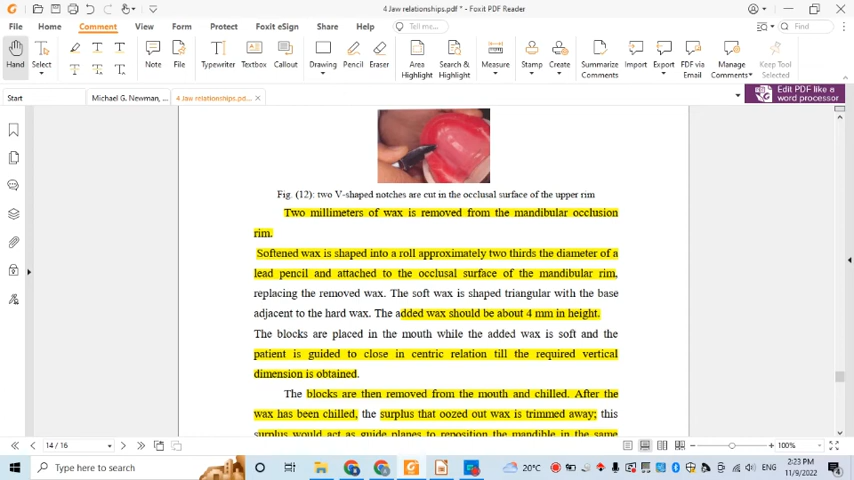 4 Jaw relationships.pdf * - Foxit PDF Reader
File Home Comment View Form Protect Foxit eSign Share Help Tell me... Find
Hand Select Note File Typewriter Textbox Callout Drawing Pencil Eraser Area Highlight Search & Highlight Measure Stamp Create Summarize Comments Import Export FDF via Email Manage Comments Keep Tool Selected
Start Michael G. Newman, ... 4 Jaw relationships.pd... Edit PDF like a word processor
Fig. (12): two V-shaped notches are cut in the occlusal surface of the upper rim
Two millimeters of wax is removed from the mandibular occlusion
rim.
Softened wax is shaped into a roll approximately two thirds the diameter of a
lead pencil and attached to the occlusal surface of the mandibular rim,
replacing the removed wax. The soft wax is shaped triangular with the base
adjacent to the hard wax. The added wax should be about 4 mm in height.
The blocks are placed in the mouth while the added wax is soft and the
patient is guided to close in centric relation till the required vertical
dimension is obtained.
The blocks are then removed from the mouth and chilled. After the
wax has been chilled, the surplus that oozed out wax is trimmed away; this
surplus would act as guide planes to reposition the mandible in the same
14 / 16 100%
Type here to search 20°C ENG 2:23 PM
11/9/2022 4